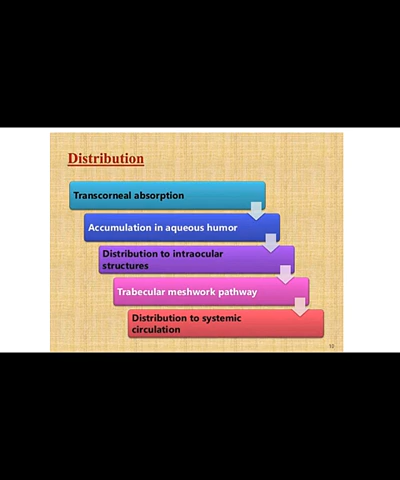 Distribution
Transcorneal absorption
Accumulation in aqueous humor
Distribution to intraocular
structures
Trabecular meshwork pathway
Distribution to systemic
circulation